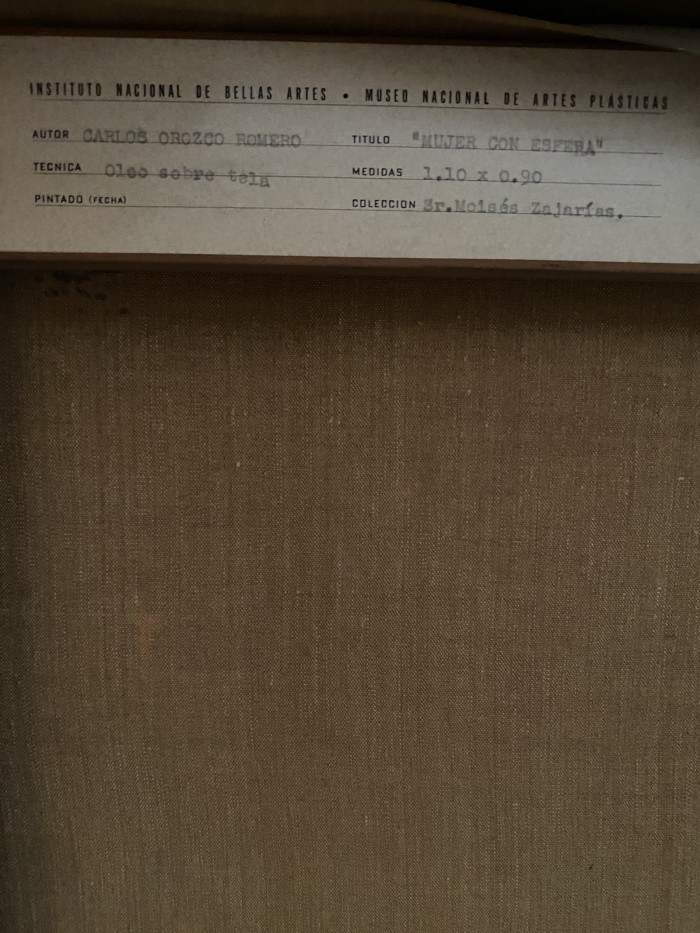 INSTITUTO NACIONAL DE BELLAS ARTES • MUSEO NACIONAL DE ARTES PLÁSTICAS
AUTOR CARLOS OROZCO ROMERO TITULO "MUJER CON ESFERA"
TECNICA Oleo sobre tela MEDIDAS 1.10 x 0.90
PINTADO (FECHA) COLECCION Sr.Moisés Zajarías.